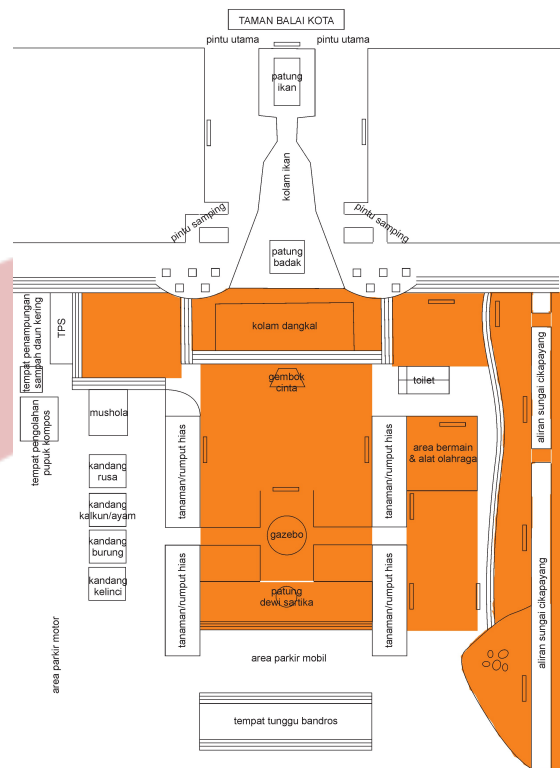 TAMAN BALAI KOTA
pintu utama
pintu utama
patung
ikan
kolam ikan
pintu samping
pintu samping
patung
badak
tempat penampungan
sampah daun kering
TPS
kolam dangkal
aliran sungai cikapayang
gembok
cinta
toilet
tempat pengolahan
pupuk kompos
mushola
tanaman/rumput hias
tanaman/rumput hias
area bermain
& alat olahraga
kandang
rusa
kandang
kalkun/ayam
kandang
burung
kandang
kelinci
gazebo
tanaman/rumput hias
patung
dewi sartika
tanaman/rumput hias
aliran sungai cikapayang
area parkir motor
area parkir mobil
tempat tunggu bandros